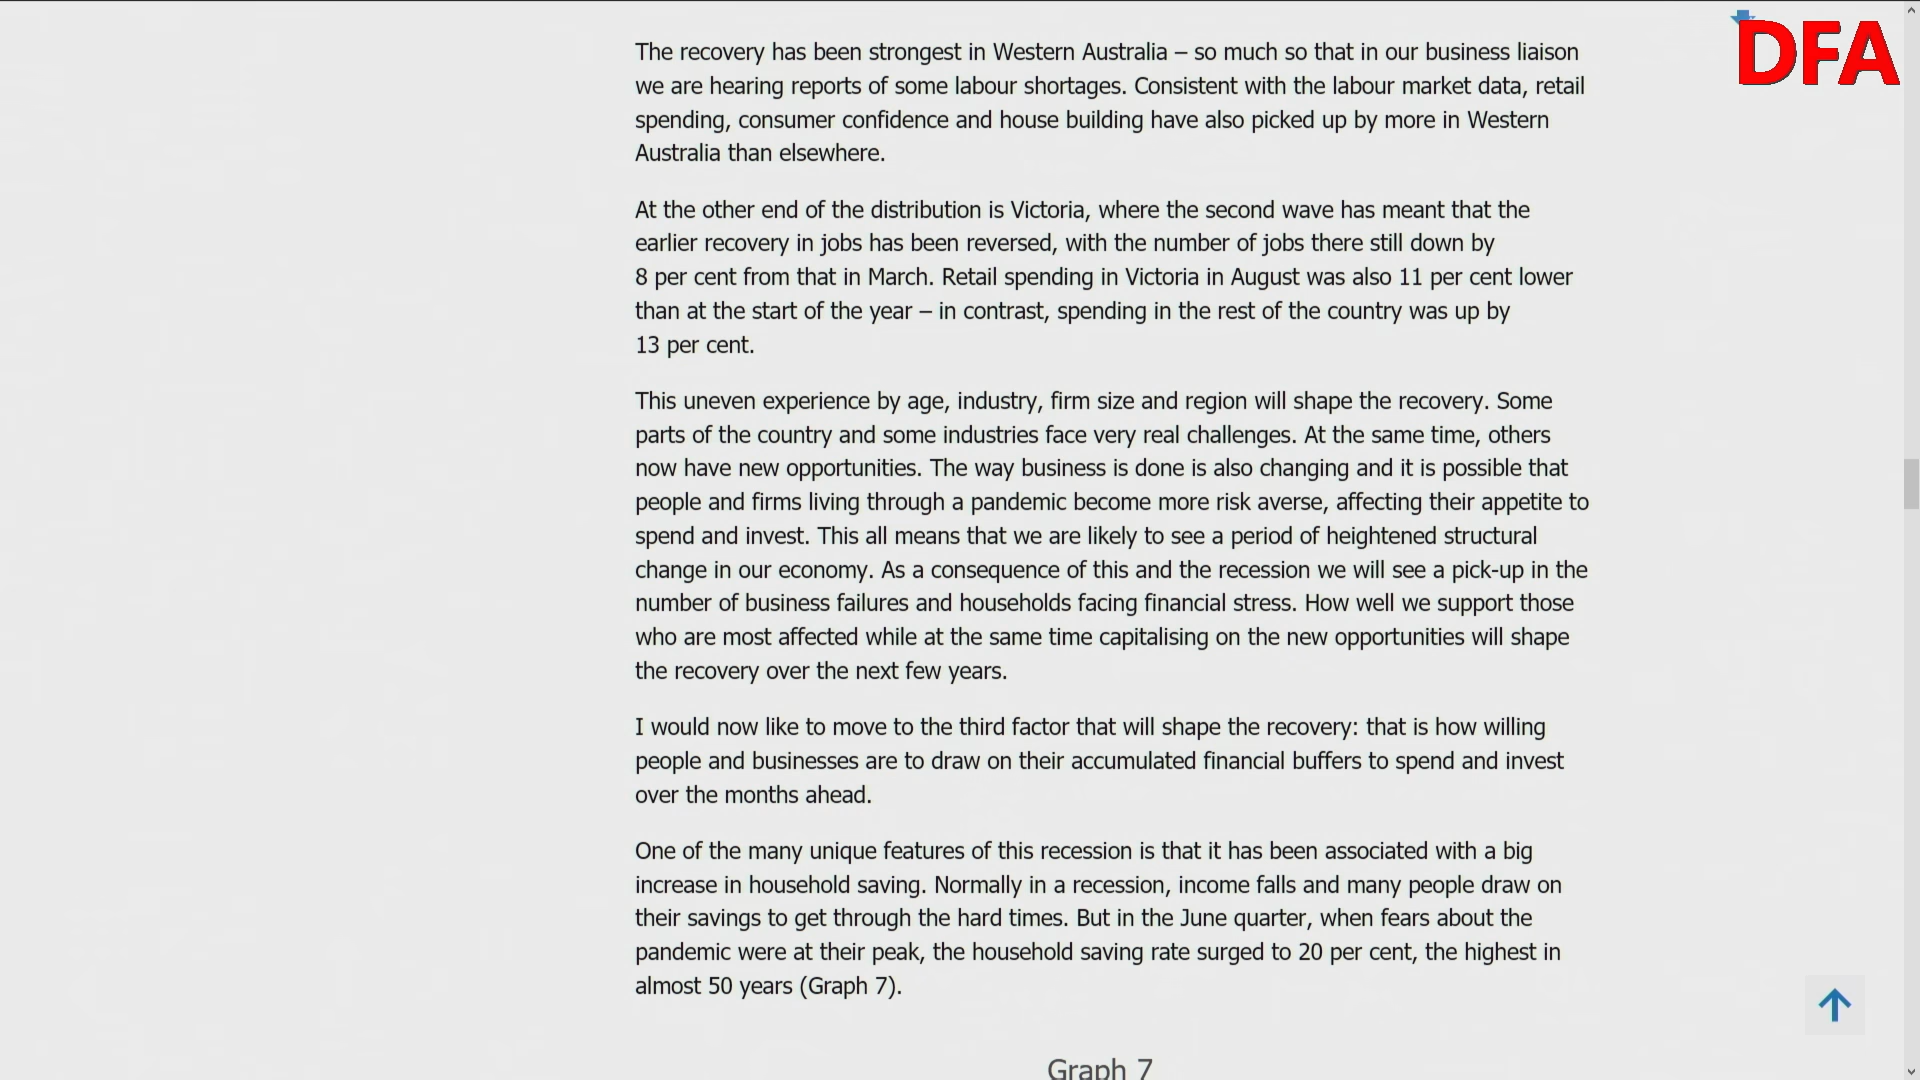 DFA
The recovery has been strongest in Western Australia – so much so that in our business liaison
we are hearing reports of some labour shortages. Consistent with the labour market data, retail
spending, consumer confidence and house building have also picked up by more in Western
Australia than elsewhere.
At the other end of the distribution is Victoria, where the second wave has meant that the
earlier recovery in jobs has been reversed, with the number of jobs there still down by
8 per cent from that in March. Retail spending in Victoria in August was also 11 per cent lower
than at the start of the year – in contrast, spending in the rest of the country was up by
13 per cent.
This uneven experience by age, industry, firm size and region will shape the recovery. Some
parts of the country and some industries face very real challenges. At the same time, others
now have new opportunities. The way business is done is also changing and it is possible that
people and firms living through a pandemic become more risk averse, affecting their appetite to
spend and invest. This all means that we are likely to see a period of heightened structural
change in our economy. As a consequence of this and the recession we will see a pick-up in the
number of business failures and households facing financial stress. How well we support those
who are most affected while at the same time capitalising on the new opportunities will shape
the recovery over the next few years.
I would now like to move to the third factor that will shape the recovery: that is how willing
people and businesses are to draw on their accumulated financial buffers to spend and invest
over the months ahead.
One of the many unique features of this recession is that it has been associated with a big
increase in household saving. Normally in a recession, income falls and many people draw on
their savings to get through the hard times. But in the June quarter, when fears about the
pandemic were at their peak, the household saving rate surged to 20 per cent, the highest in
almost 50 years (Graph 7).
Graph 7